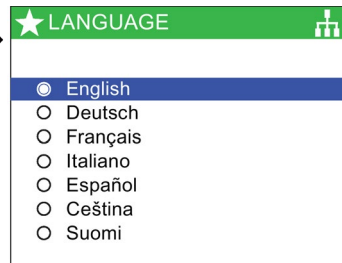 LANGUAGE
English
Deutsch
Français
Italiano
Español
Ceština
Suomi